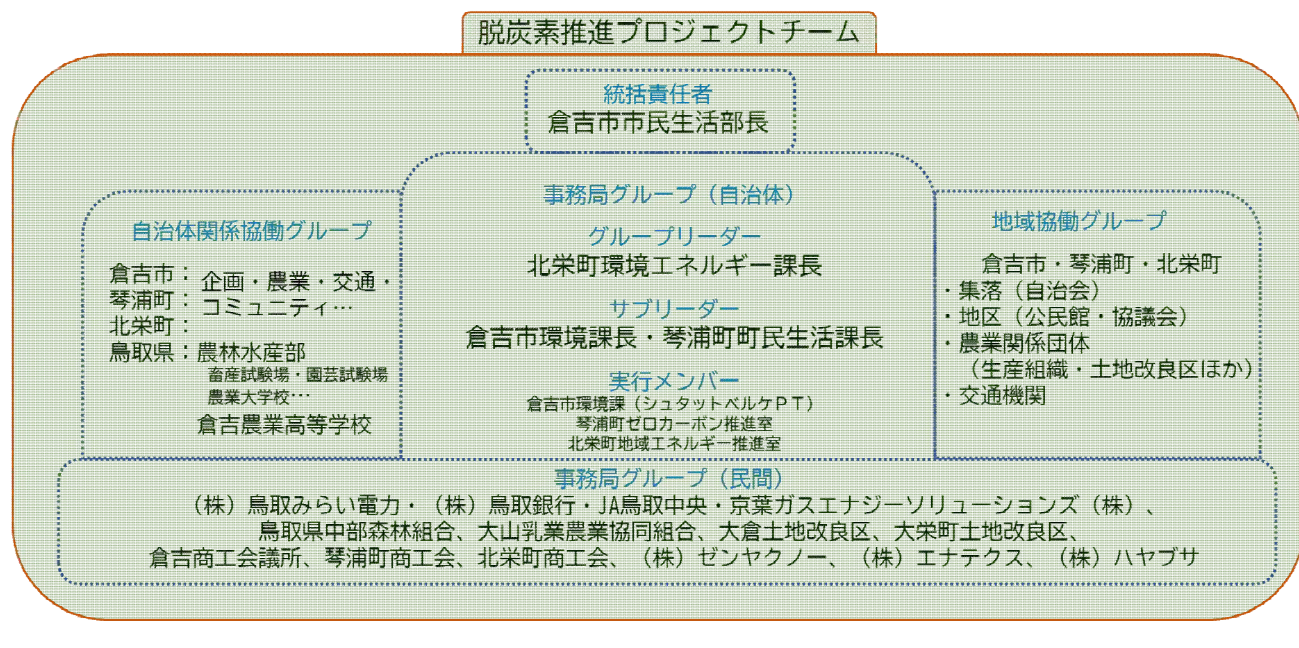 脱炭素推進プロジェクトチーム
統括責任者
倉吉市市民生活部長
自治体関係協働グループ
倉吉市：
琴浦町：
北栄町：
企画・農業・交通・
コミュニティ…
鳥取県：農林水産部
畜産試験場・園芸試験場
農業大学校…
倉吉農業高等学校
事務局グループ（自治体）
グループリーダー
北栄町環境エネルギー課長
サブリーダー
倉吉市環境課長・琴浦町町民生活課長
実行メンバー
倉吉市環境課（シュタットベルケＰＴ）
琴浦町ゼロカーボン推進室
北栄町地域エネルギー推進室
地域協働グループ
倉吉市・琴浦町・北栄町
・集落（自治会）
・地区（公民館・協議会）
・農業関係団体
（生産組織・土地改良区ほか）
・交通機関
事務局グループ（民間）
（株）鳥取みらい電力・（株）鳥取銀行・JA鳥取中央・京葉ガスエナジーソリューションズ（株）、
鳥取県中部森林組合、大山乳業農業協同組合、大倉土地改良区、大栄町土地改良区、
倉吉商工会議所、琴浦町商工会、北栄町商工会、（株）ゼンヤクノー、（株）エナテクス、（株）ハヤブサ